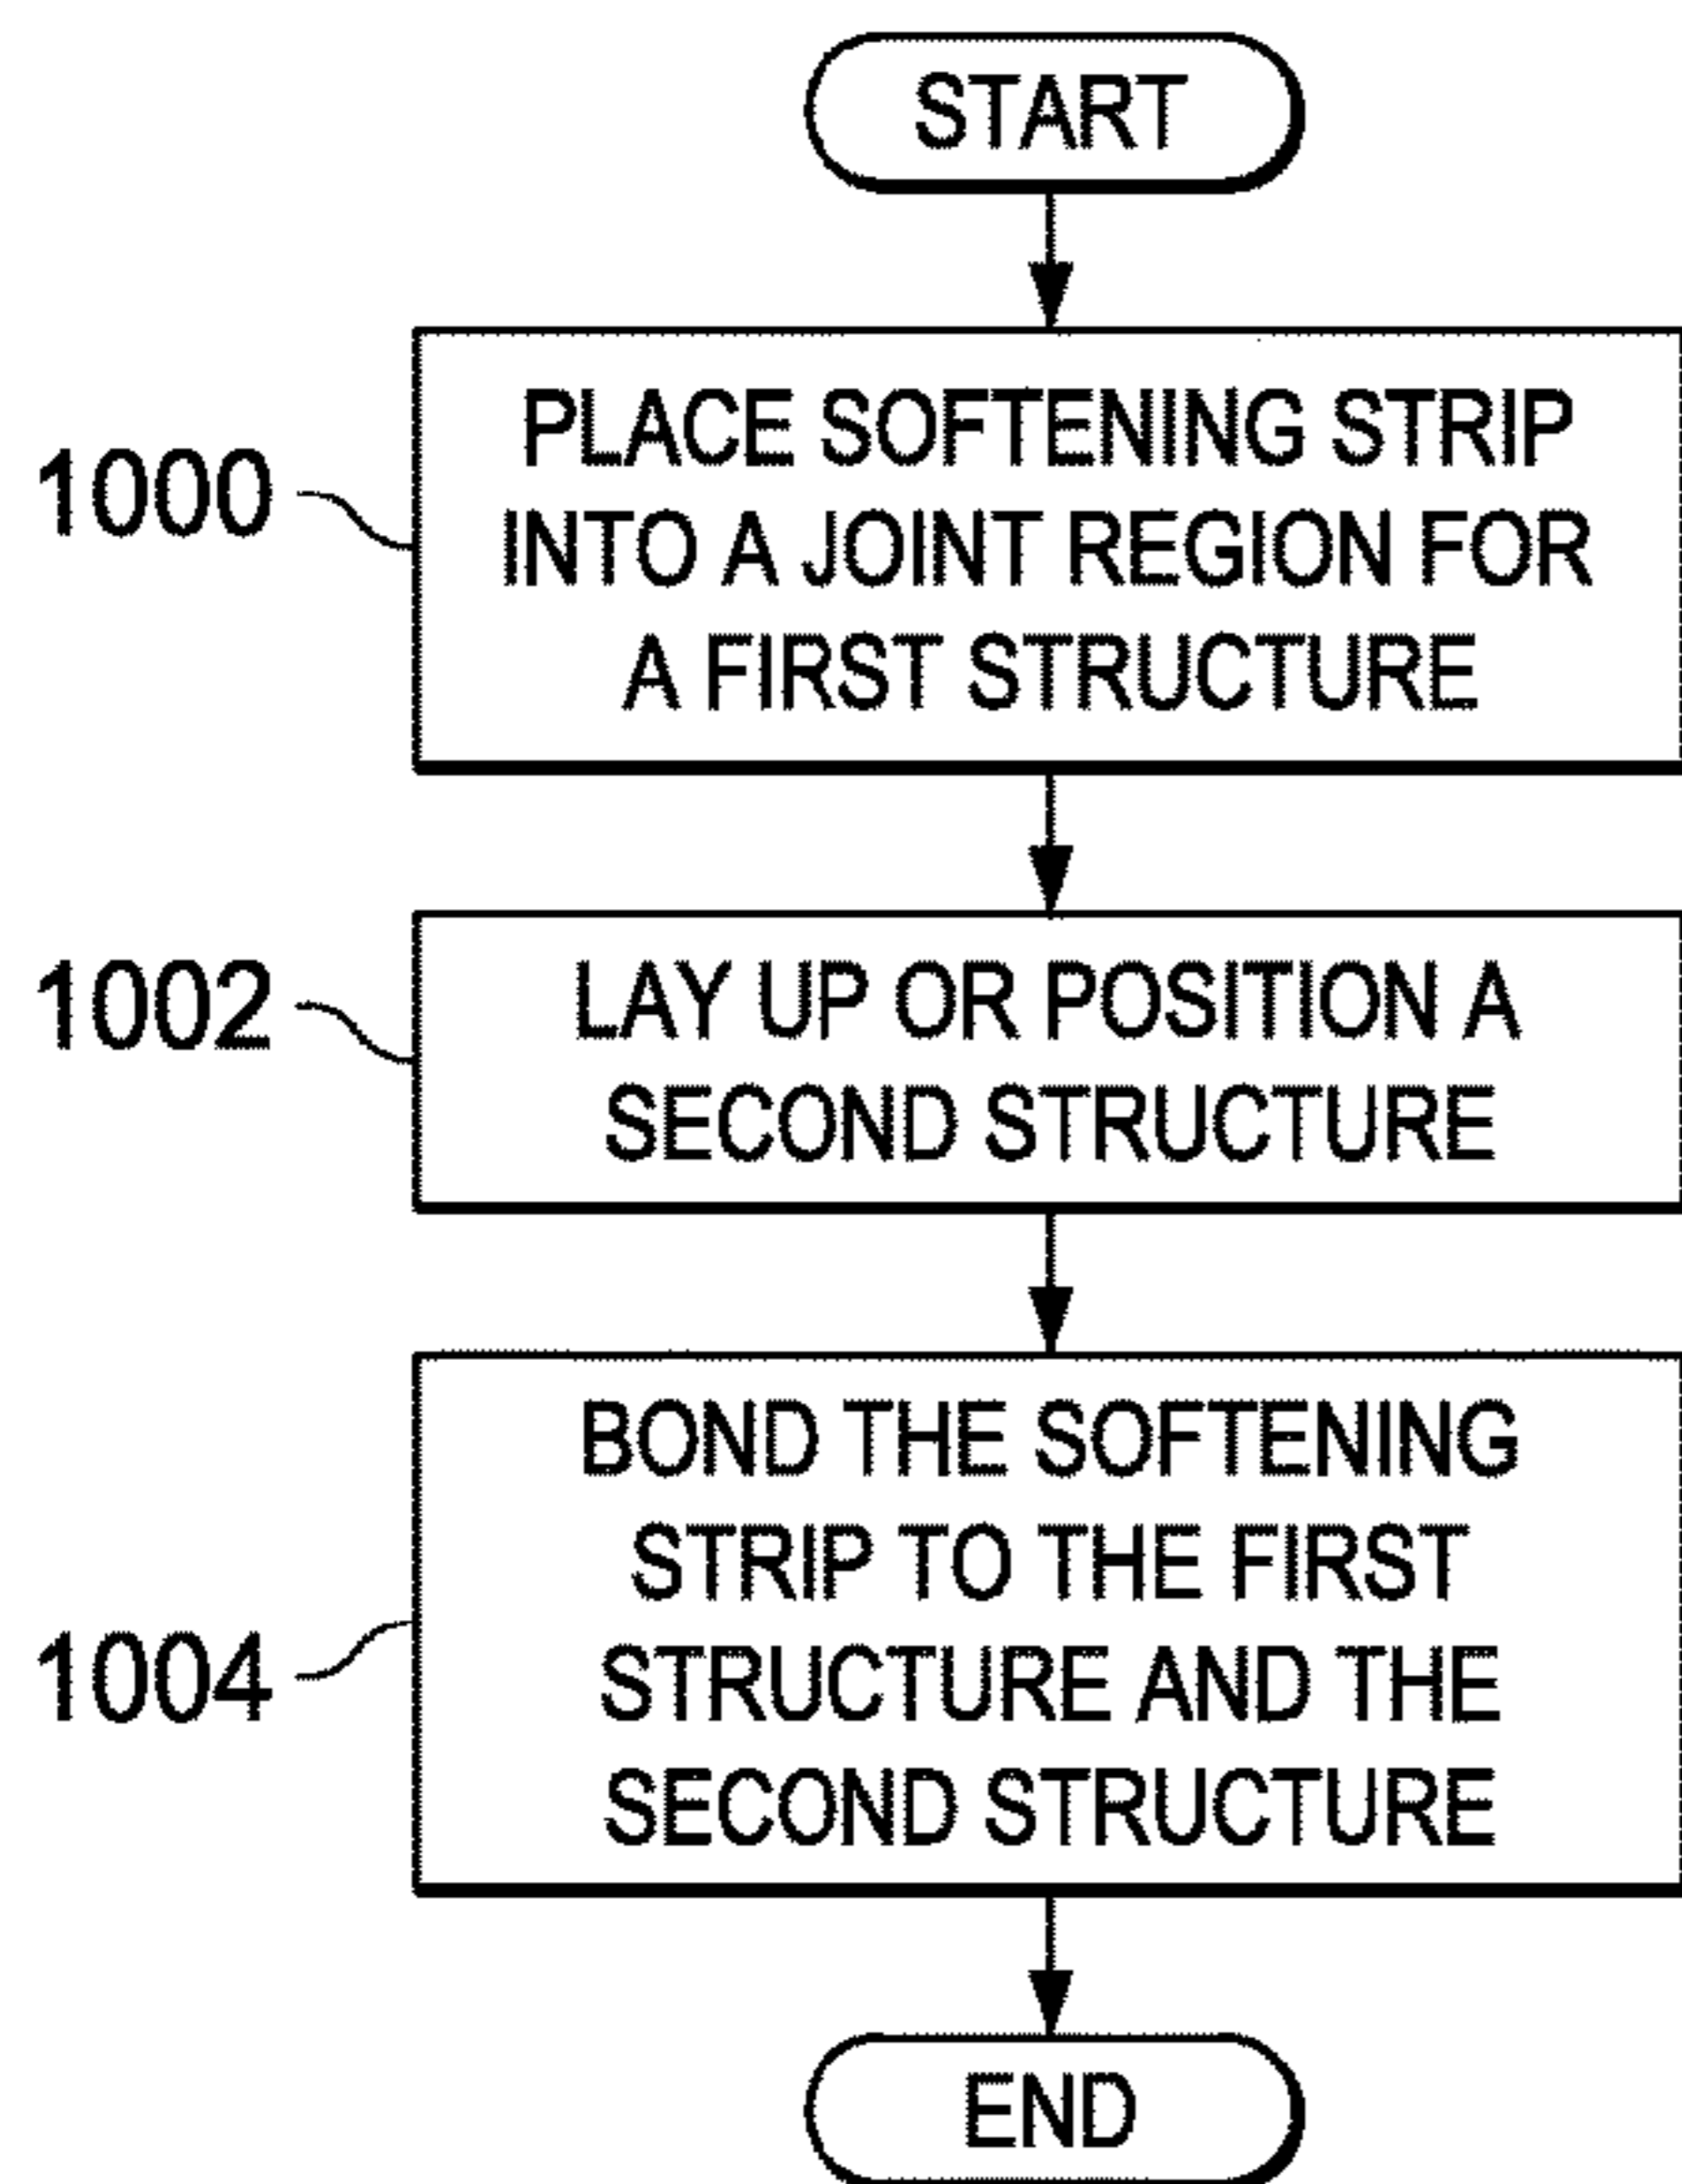 START
1000
PLACE SOFTENING STRIP
INTO A JOINT REGION FOR
A FIRST STRUCTURE
1002
LAY UP OR POSITION A
SECOND STRUCTURE
1004
BOND THE SOFTENING
STRIP TO THE FIRST
STRUCTURE AND THE
SECOND STRUCTURE
END